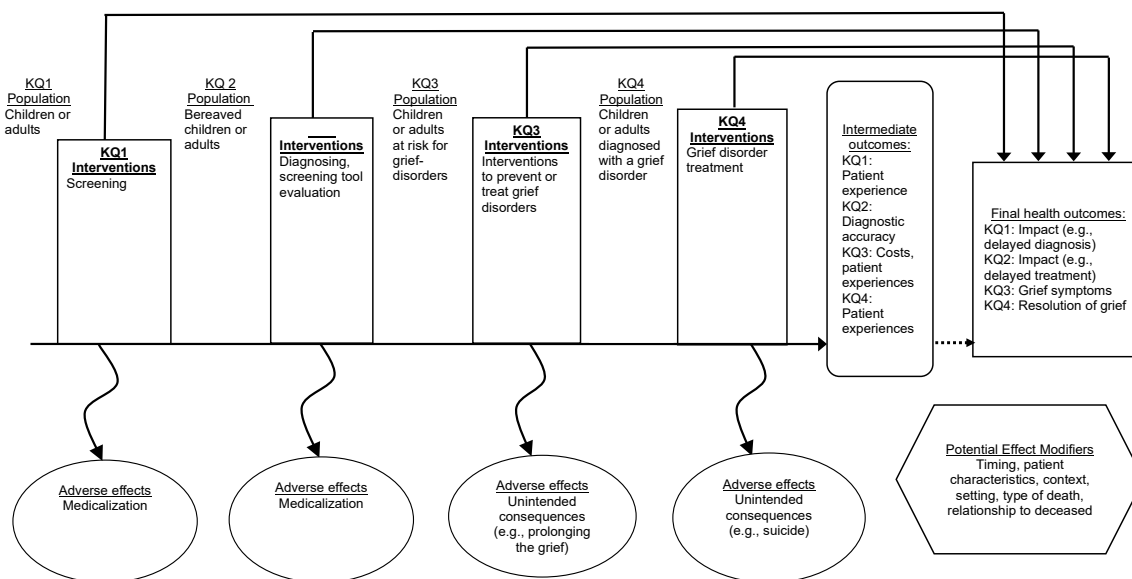 KQ1
Population
Children or
adults
KQ1
Interventions
Screening
KQ 2
Population
Bereaved
children or
adults
Interventions
Diagnosing,
screening tool
evaluation
KQ3
Population
Children
or adults
at risk for
grief-
disorders
KQ3
Interventions
Interventions
to prevent or
treat grief
disorders
KQ4
Population
Children
or adults
diagnosed
with a grief
disorder
KQ4
Interventions
Grief disorder
treatment
Intermediate
outcomes:
KQ1:
Patient
experience
KQ2:
Diagnostic
accuracy
KQ3: Costs,
patient
experiences
KQ4:
Patient
experiences
Final health outcomes:
KQ1: Impact (e.g.,
delayed diagnosis)
KQ2: Impact (e.g.,
delayed treatment)
KQ3: Grief symptoms
KQ4: Resolution of grief
Adverse effects
Medicalization
Adverse effects
Medicalization
Adverse effects
Unintended
consequences
(e.g., prolonging
the grief)
Adverse effects
Unintended
consequences
(e.g., suicide)
Potential Effect Modifiers
Timing, patient
characteristics, context,
setting, type of death,
relationship to deceased